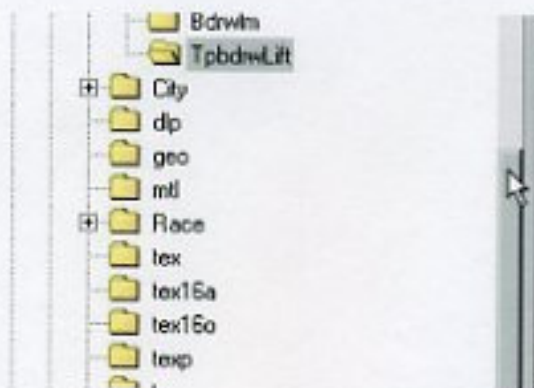 Bdrwlm
TpbdrwLift
City
dlp
geo
mtl
Race
tex
tex16a
tex16o
texp